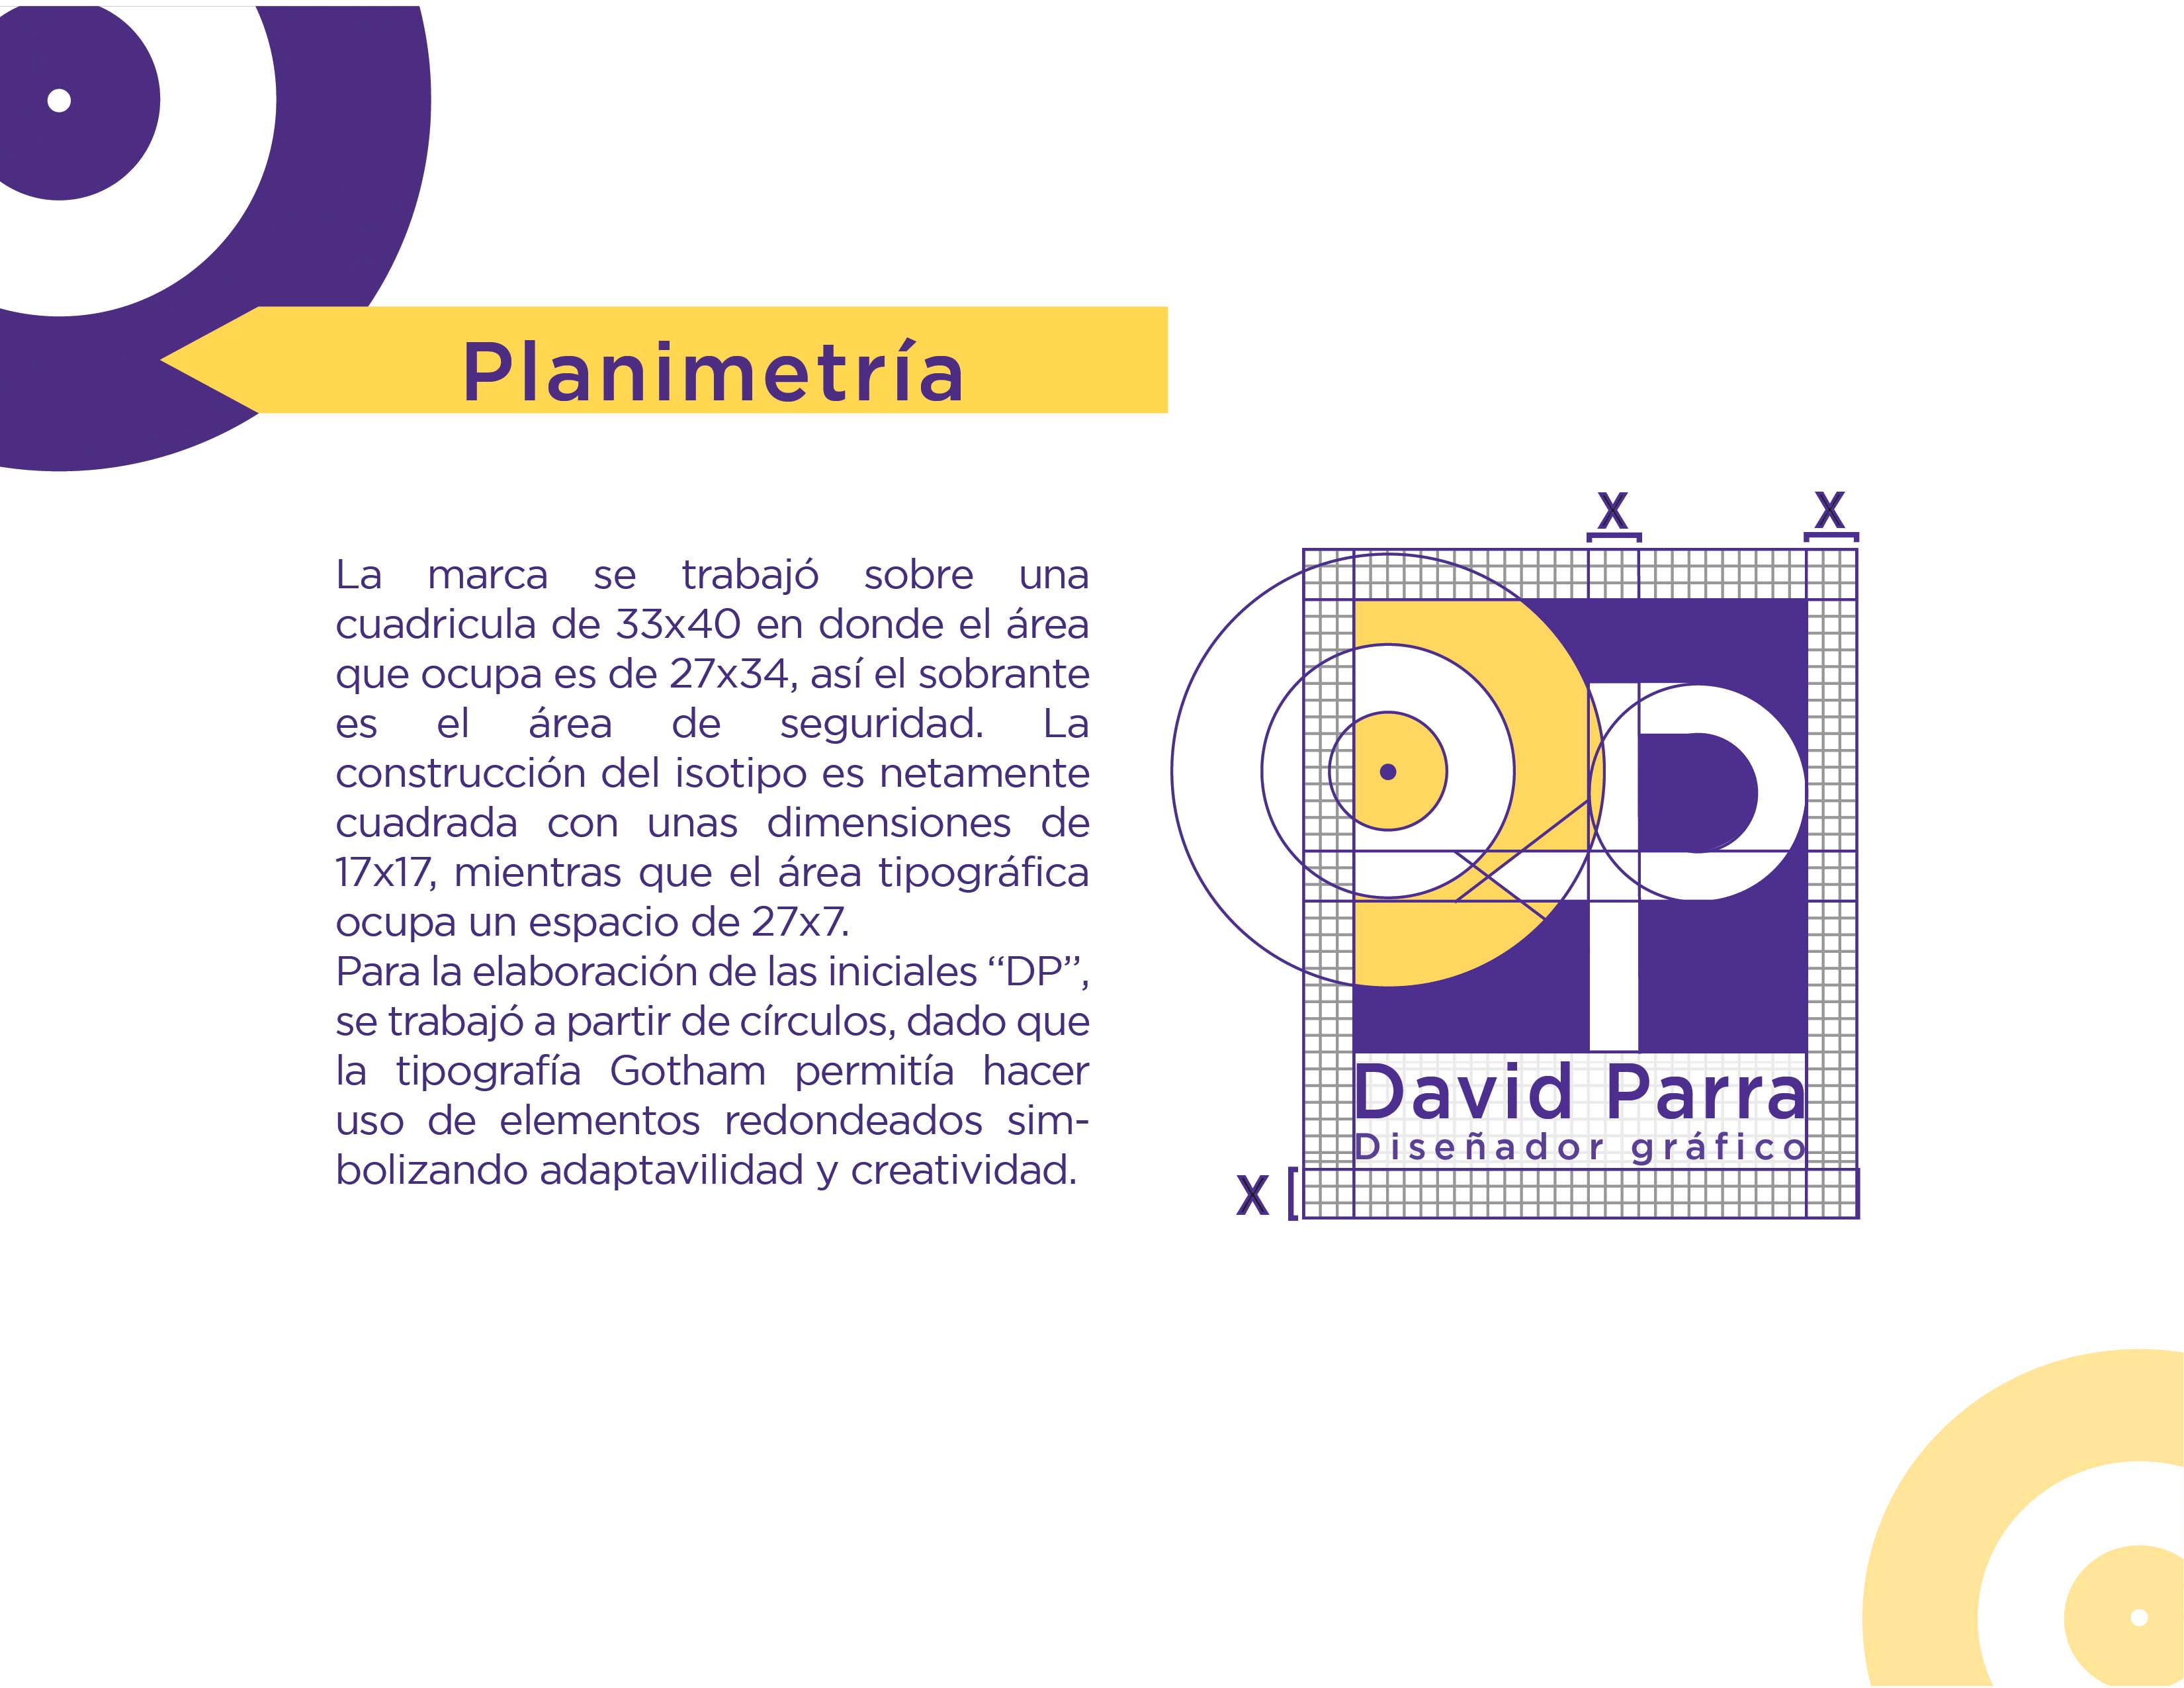 Planimetría
La marca se trabajó sobre una
cuadricula de 33x40 en donde el área
que ocupa es de 27x34, así el sobrante
es el área de seguridad. La
construcción del isotipo es netamente
cuadrada con unas dimensiones de
17x17, mientras que el área tipográfica
ocupa un espacio de 27x7.
Para la elaboración de las iniciales “DP”,
se trabajó a partir de círculos, dado que
la tipografía Gotham permitía hacer
uso de elementos redondeados sim-
bolizando adaptavilidad y creatividad.
X X
p
David Parra
Diseñador gráfico
X